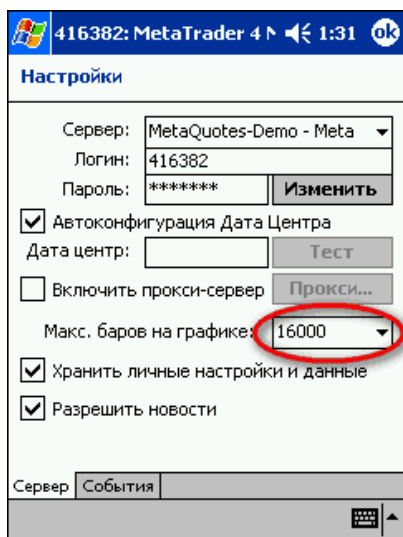 416382: MetaTrader 4 1:31 ok
Настройки
Сервер: MetaQuotes-Demo - Meta
Логин: 416382
Пароль: ******* Изменить
Автоконфигурация Дата Центра
Дата центр: Тест
Включить прокси-сервер Прокси...
Макс. баров на графике: 16000
Хранить личные настройки и данные
Разрешить новости
Сервер События